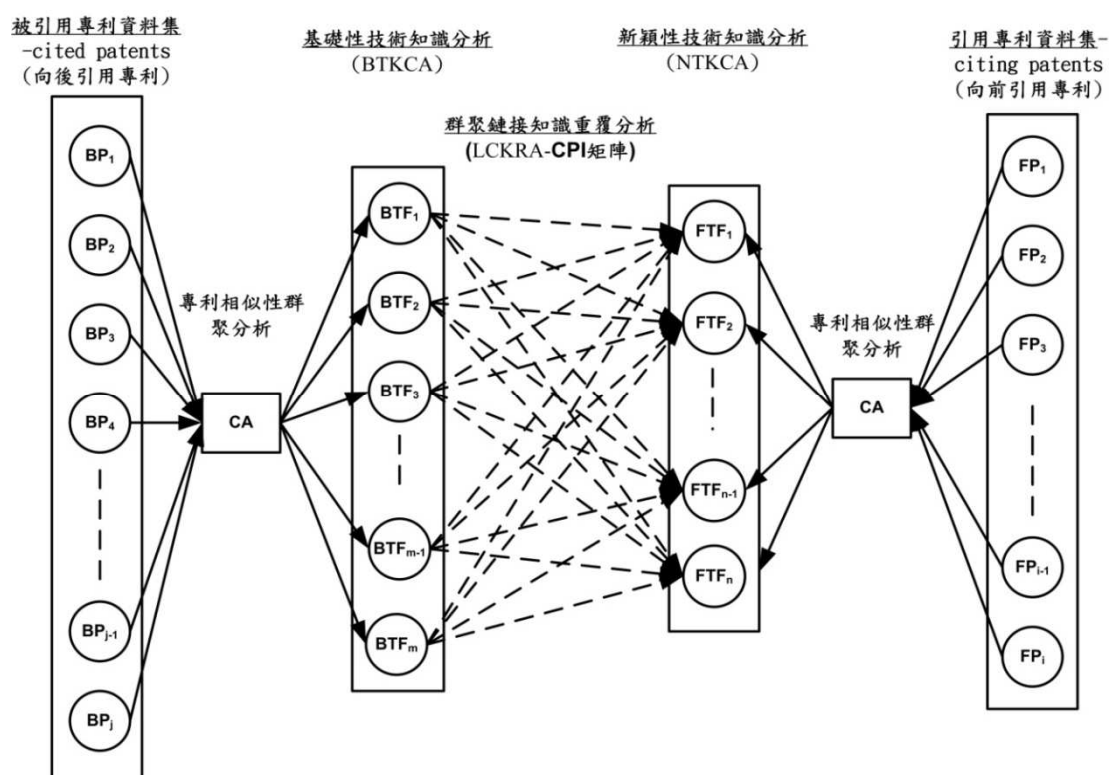 被引用專利資料集
-cited patents
(向後引用專利)
基礎性技術知識分析
(BTKCA)
新穎性技術知識分析
(NTKCA)
引用專利資料集-
citing patents
(向前引用專利)
群聚鏈接知識重覆分析
(LCKRA-CPI矩陣)
BP1
BP2
BP3
BP4
BPj-1
BPj
專利相似性群
聚分析
CA
BTF1
BTF2
BTF3
BTFm-1
BTFm
FTF1
FTF2
FTFn-1
FTFn
專利相似性群
聚分析
CA
FP1
FP2
FP3
FPi-1
FPi